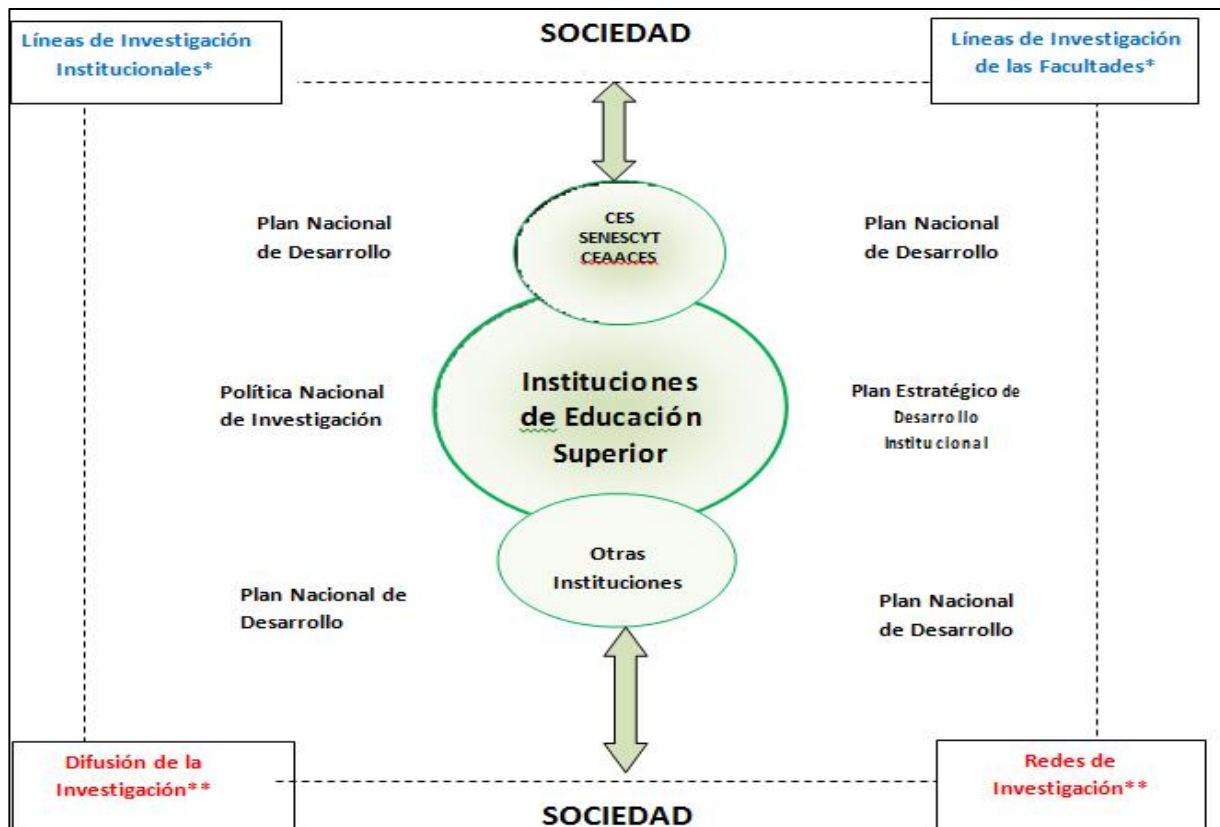 SOCIEDAD
Líneas de Investigación
Institucionales*
Líneas de Investigación
de las Facultades*
Plan Nacional
de Desarrollo
CES
SENESCYT
CEAACES
Plan Nacional
de Desarrollo
Política Nacional
de Investigación
Instituciones
de Educación
Superior
Plan Estratégico de
Desarrollo
Institucional
Plan Nacional de
Desarrollo
Otras
Instituciones
Plan Nacional
de Desarrollo
Difusión de la
Investigación**
Redes de
Investigación**
SOCIEDAD